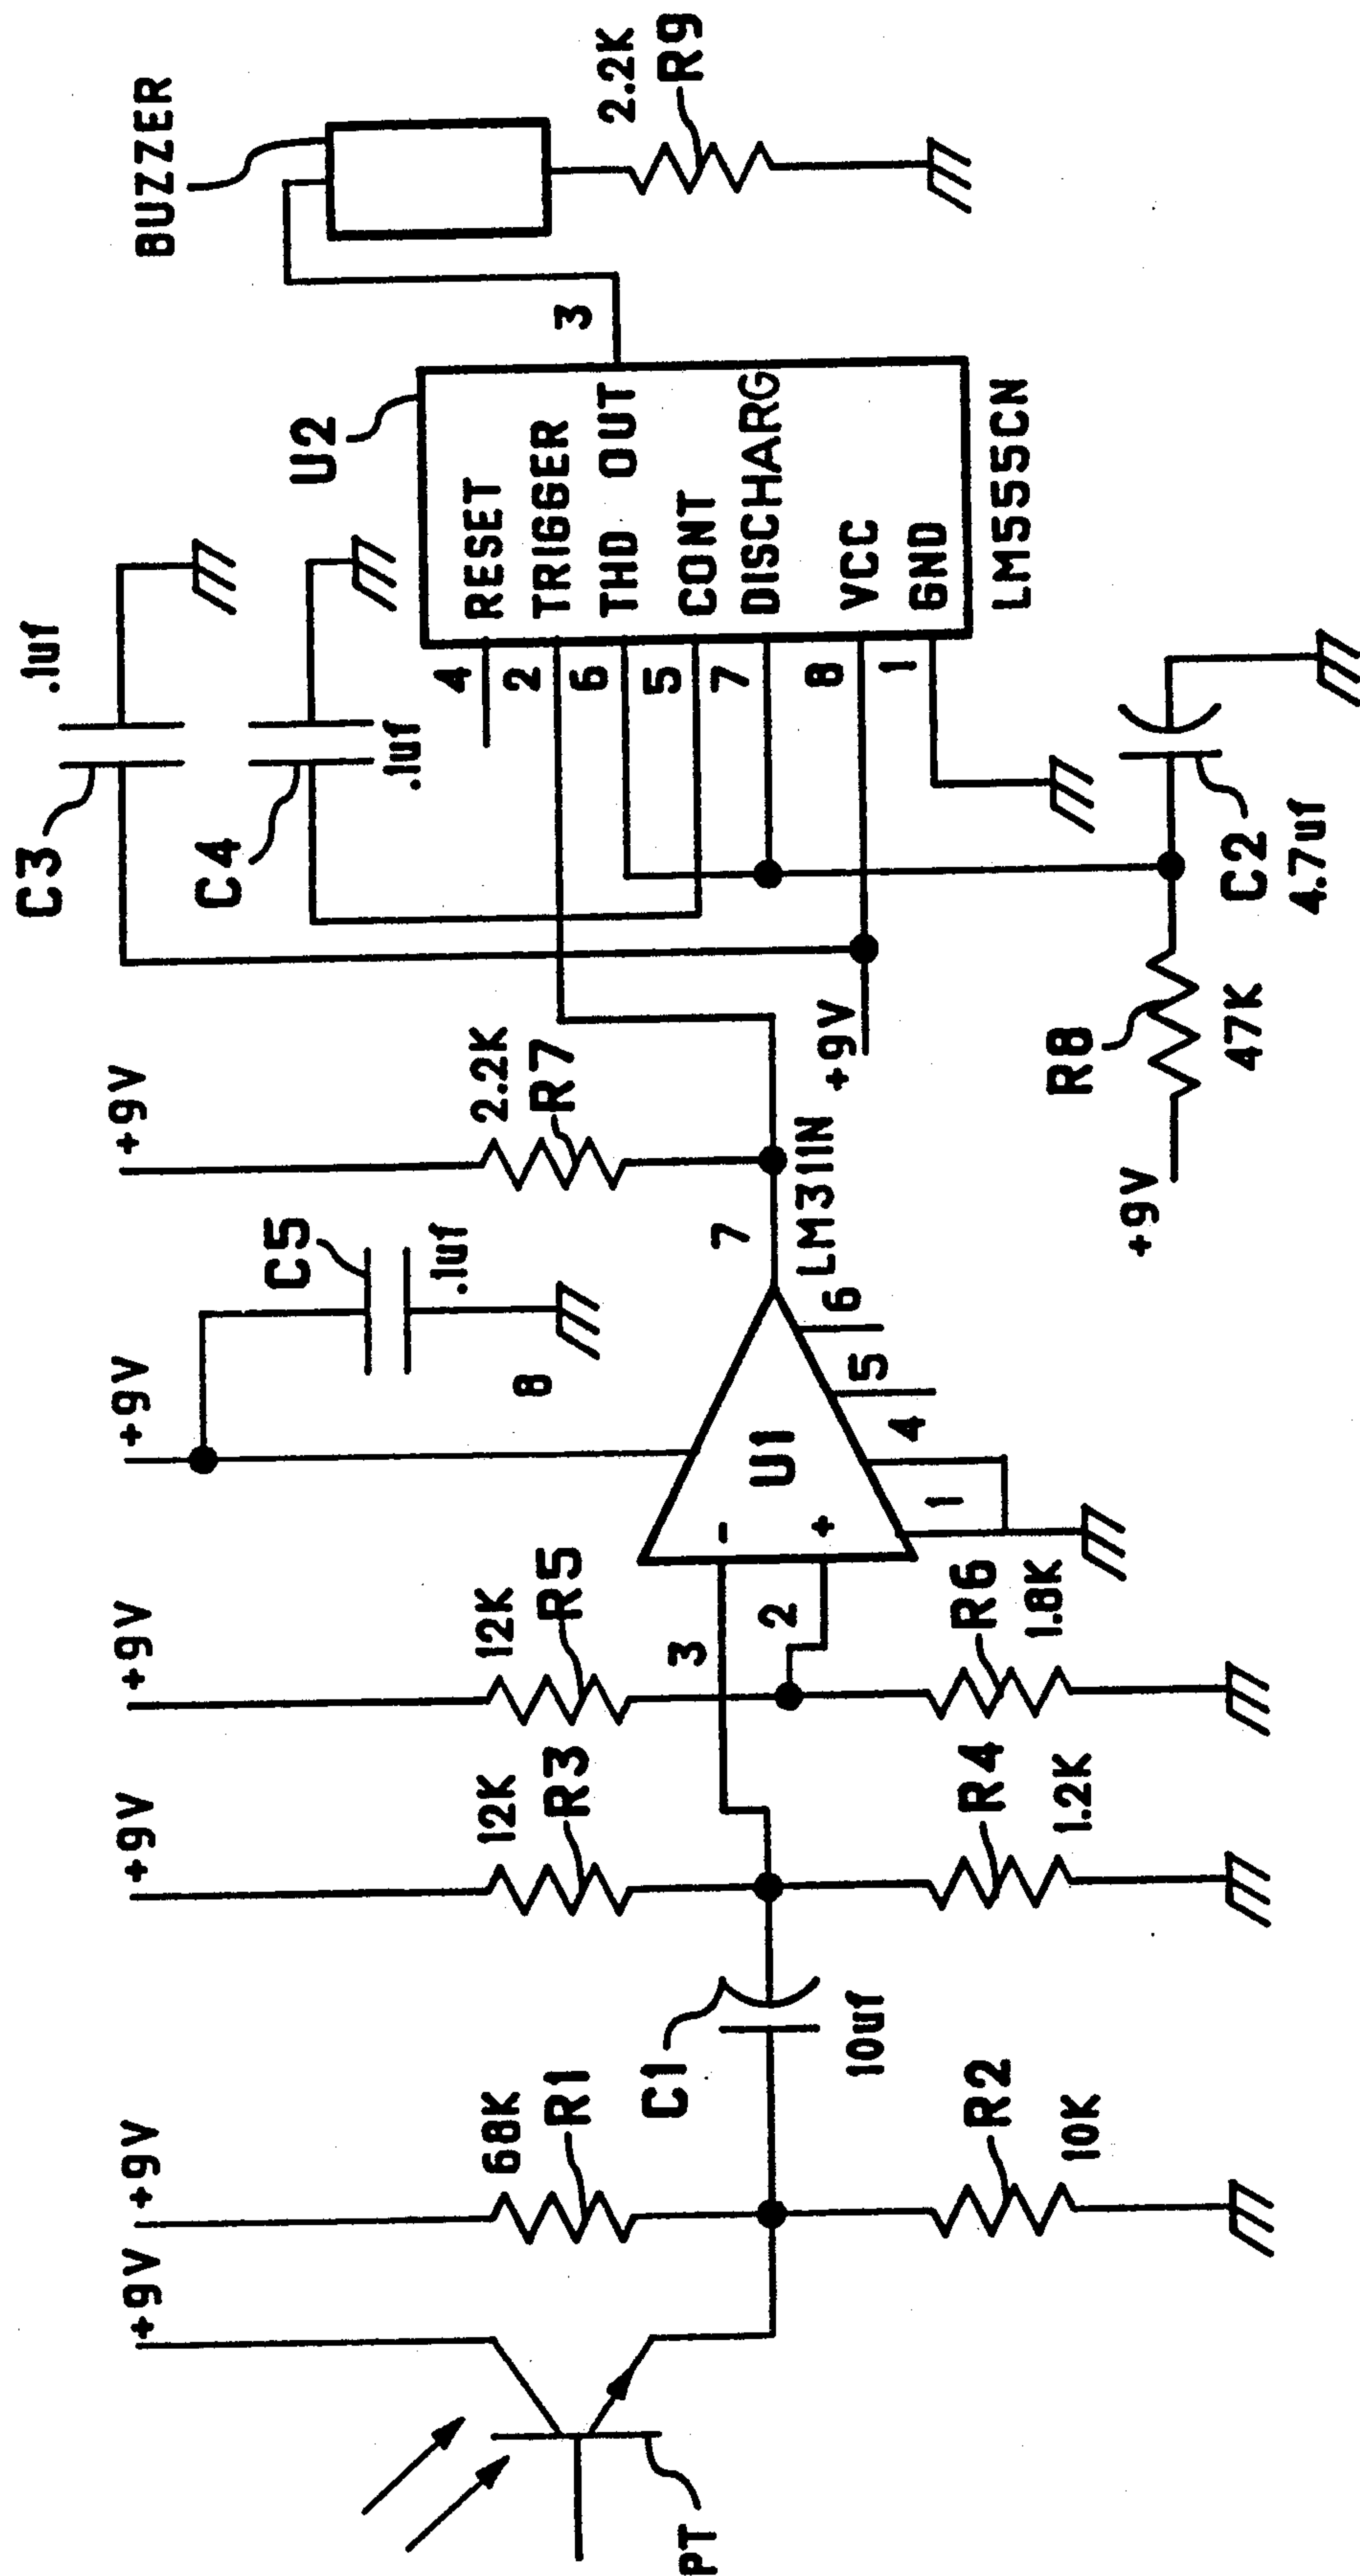 PT
+9V
+9V
68K
R1
R2
10K
C1
10uf
+9V
12K
R3
R4
1.2K
+9V
12K
R5
R6
1.8K
3
2
-
+
U1
1
4
5
6
7
8
LM311N
+9V
C5
.1uf
+9V
2.2K
R7
C3
.1uf
C4
.1uf
+9V
+9V
R8
47K
C2
4.7uf
U2
4
RESET
2
TRIGGER
6
THD OUT
5
CONT
7
DISCHARG
8
VCC
1
GND
LM555CN
3
BUZZER
2.2K
R9